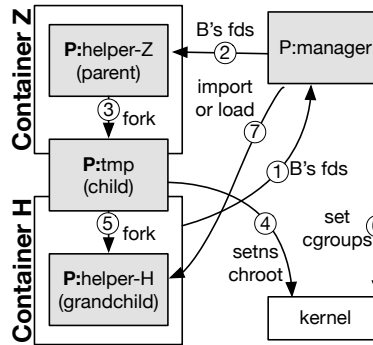 Container Z
P:helper-Z
(parent)
B's fds
2
P:manager
3
fork
import
or load
7
P:tmp
(child)
1
B's fds
Container H
5
fork
4
setns
chroot
set
cgroups
P:helper-H
(grandchild)
kernel